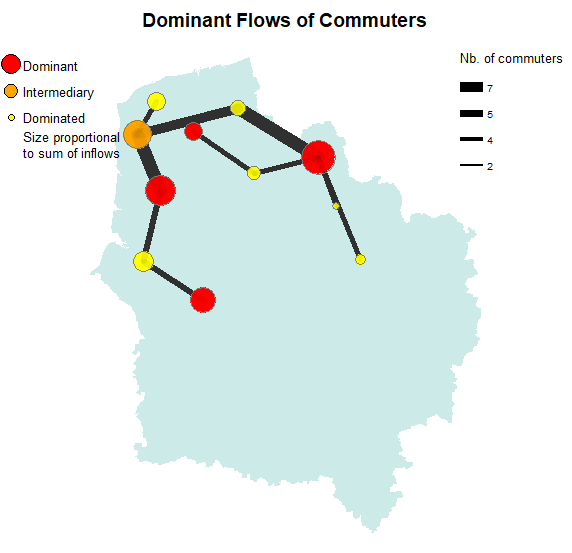 Dominant Flows of Commuters
Dominant
Intermediary
Dominated
Size proportional
to sum of inflows
Nb. of commuters
7
5
4
2